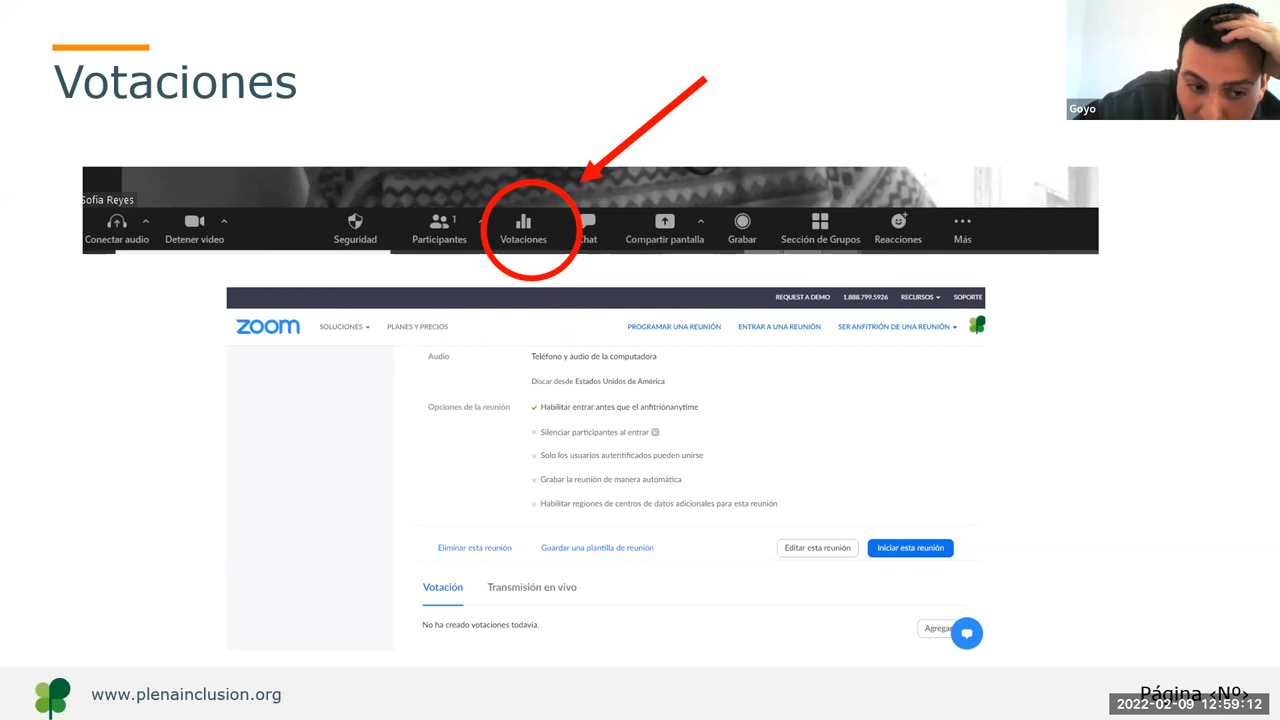 Votaciones
Goyo
Sofia Reyes
Conectar audio
Detener video
Seguridad
Participantes
1
Votaciones
Chat
Compartir pantalla
Grabar
Sección de Grupos
Reacciones
Más
REQUEST A DEMO 1.888.799.5926 RECURSOS SOPORTE
zoom SOLUCIONES PLANES Y PRECIOS PROGRAMAR UNA REUNIÓN ENTRAR A UNA REUNIÓN SER ANFITRIÓN DE UNA REUNIÓN
Audio Teléfono y audio de la computadora
Discar desde Estados Unidos de América
Opciones de la reunión Habilitar entrar antes que el anfitriónanytime
Silenciar participantes al entrar
Solo los usuarios autentificados pueden unirse
Grabar la reunión de manera automática
Habilitar regiones de centros de datos adicionales para esta reunión
Eliminar esta reunión Guardar una plantilla de reunión Editar esta reunión Iniciar esta reunión
Votación Transmisión en vivo
No ha creado votaciones todavía.
www.plenainclusion.org
Página ‹Nº›
2022-02-09 12:59:12